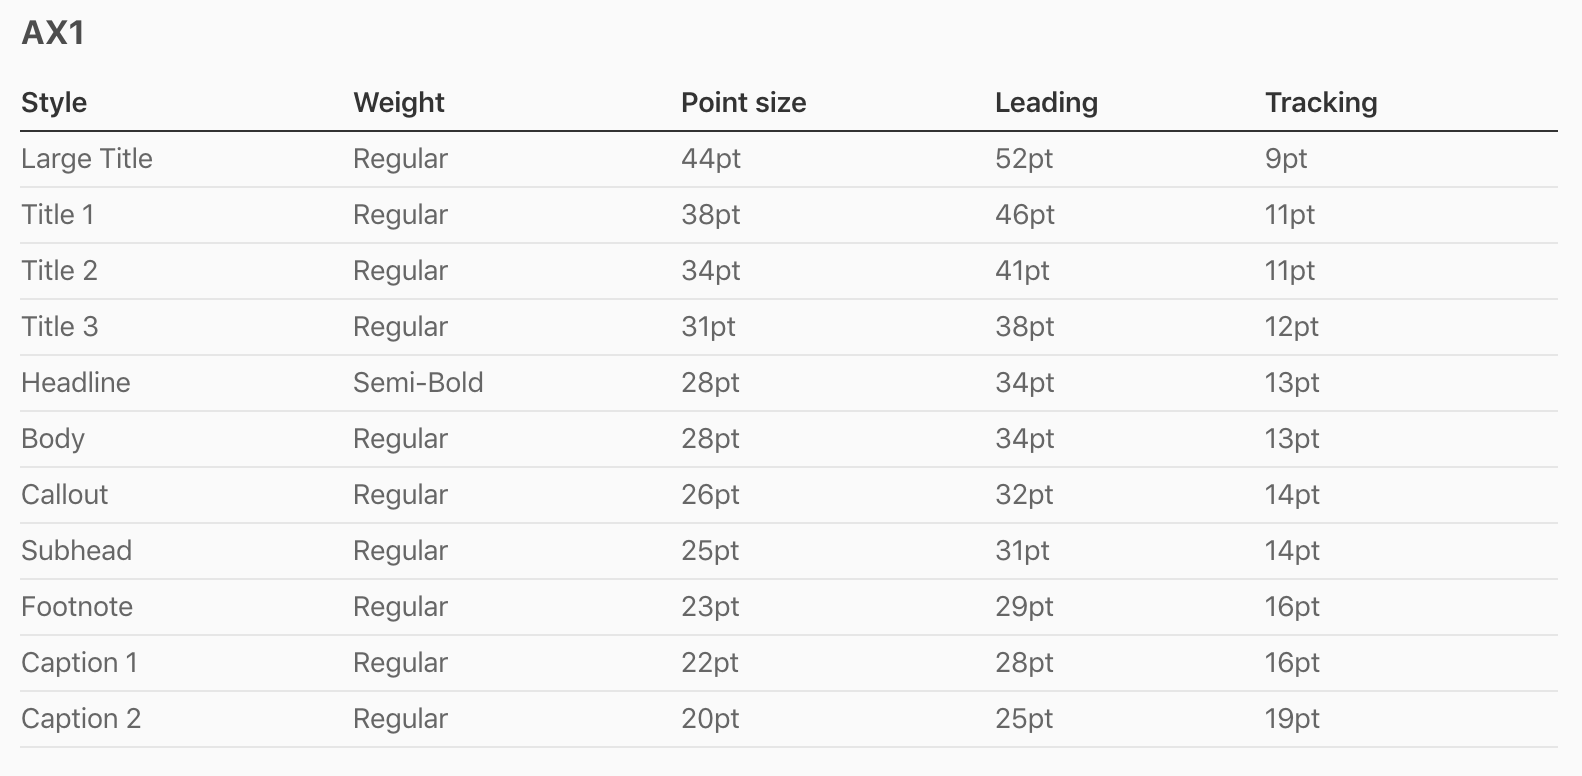 AX1
Style Weight Point size Leading Tracking
Large Title Regular 44pt 52pt 9pt
Title 1 Regular 38pt 46pt 11pt
Title 2 Regular 34pt 41pt 11pt
Title 3 Regular 31pt 38pt 12pt
Headline Semi-Bold 28pt 34pt 13pt
Body Regular 28pt 34pt 13pt
Callout Regular 26pt 32pt 14pt
Subhead Regular 25pt 31pt 14pt
Footnote Regular 23pt 29pt 16pt
Caption 1 Regular 22pt 28pt 16pt
Caption 2 Regular 20pt 25pt 19pt